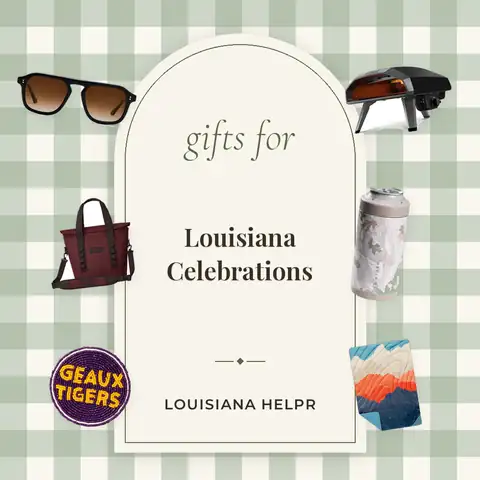 gifts for
Louisiana
Celebrations
GEAUX
TIGERS
LOUISIANA HELPR